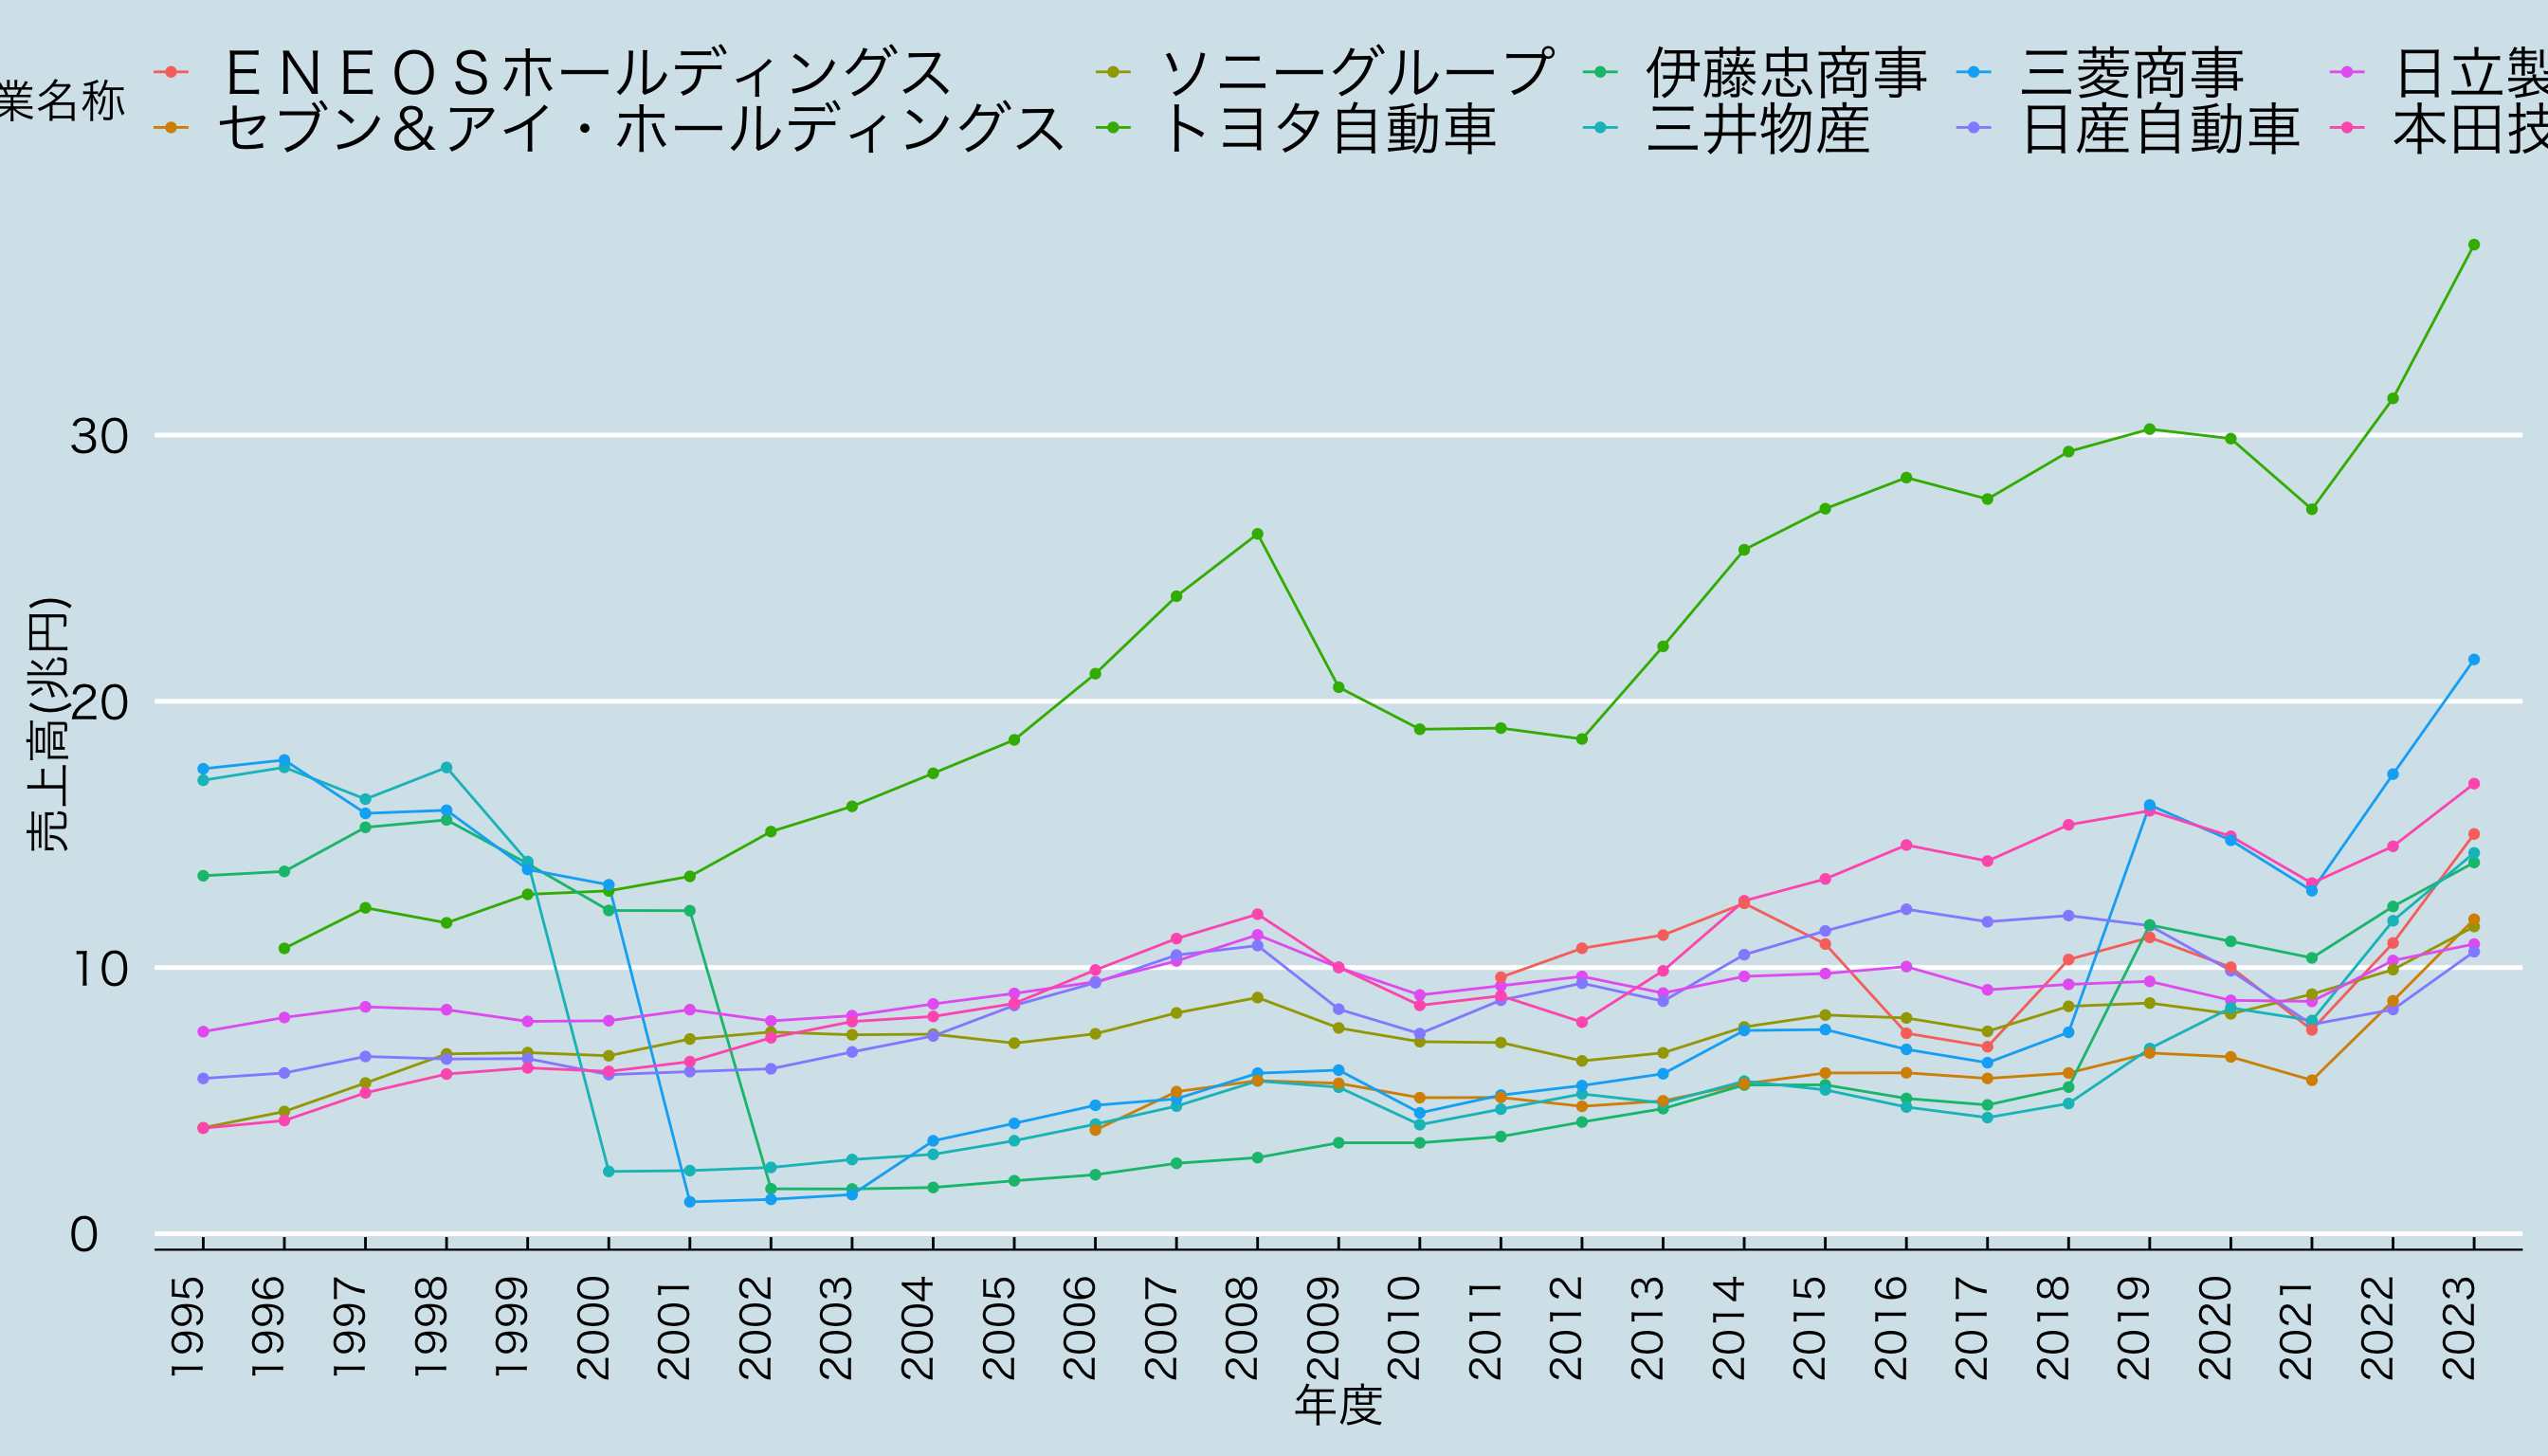 業名称
ＥＮＥＯＳホールディングス ソニーグループ 伊藤忠商事 三菱商事 日立製
セブン＆アイ・ホールディングス トヨタ自動車 三井物産 日産自動車 本田技
売上高(兆円)
30
20
10
0
1995 1996 1997 1998 1999 2000 2001 2002 2003 2004 2005 2006 2007 2008 2009 2010 2011 2012 2013 2014 2015 2016 2017 2018 2019 2020 2021 2022 2023
年度